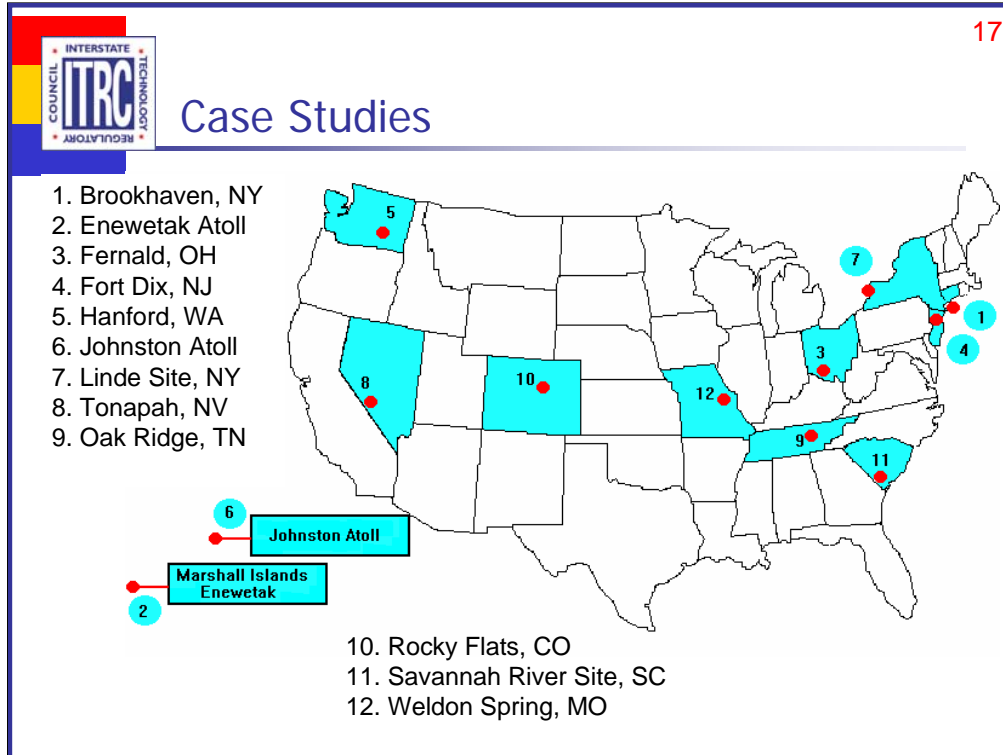 17
INTERSTATE
COUNCIL
ITRC
TECHNOLOGY
REGULATORY
Case Studies
1. Brookhaven, NY
2. Enewetak Atoll
3. Fernald, OH
4. Fort Dix, NJ
5. Hanford, WA
6. Johnston Atoll
7. Linde Site, NY
8. Tonapah, NV
9. Oak Ridge, TN
5
7
1
4
3
8
10
12
9
11
6
Johnston Atoll
Marshall Islands
Enewetak
2
10. Rocky Flats, CO
11. Savannah River Site, SC
12. Weldon Spring, MO